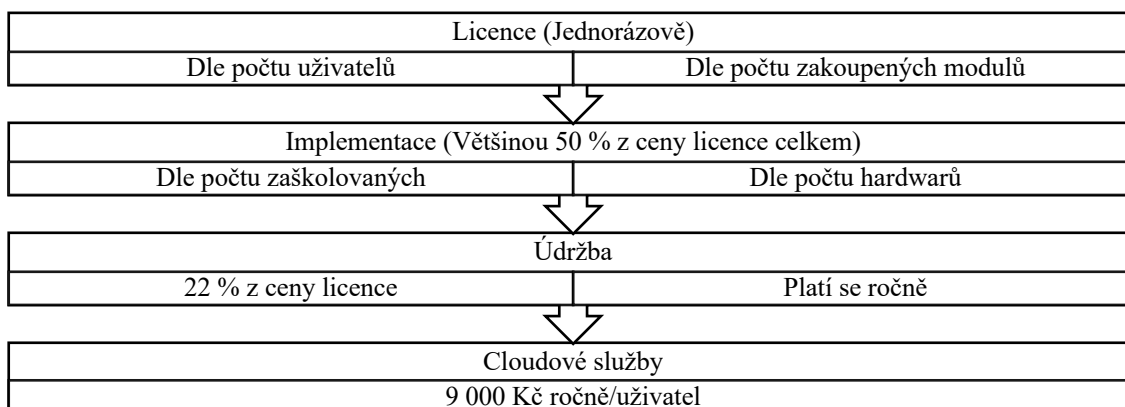 Licence (Jednorázově)
Dle počtu uživatelů
Dle počtu zakoupených modulů
Implementace (Většinou 50 % z ceny licence celkem)
Dle počtu zaškolovaných
Dle počtu hardwarů
Údržba
22 % z ceny licence
Platí se ročně
Cloudové služby
9 000 Kč ročně/uživatel